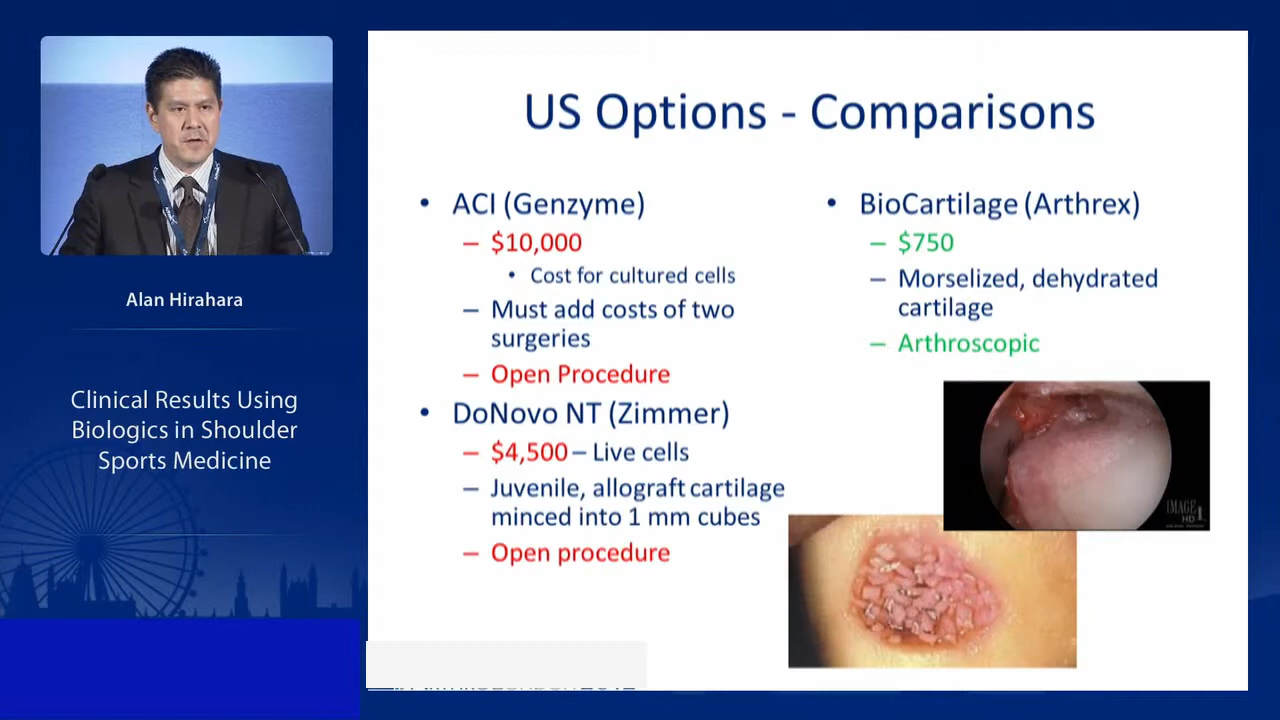 Alan Hirahara
Clinical Results Using
Biologics in Shoulder
Sports Medicine
US Options - Comparisons
• ACI (Genzyme)
– $10,000
• Cost for cultured cells
– Must add costs of two
surgeries
– Open Procedure
• DoNovo NT (Zimmer)
– $4,500 – Live cells
– Juvenile, allograft cartilage
minced into 1 mm cubes
– Open procedure
• BioCartilage (Arthrex)
– $750
– Morselized, dehydrated
cartilage
– Arthroscopic
IMAGE 1
HD